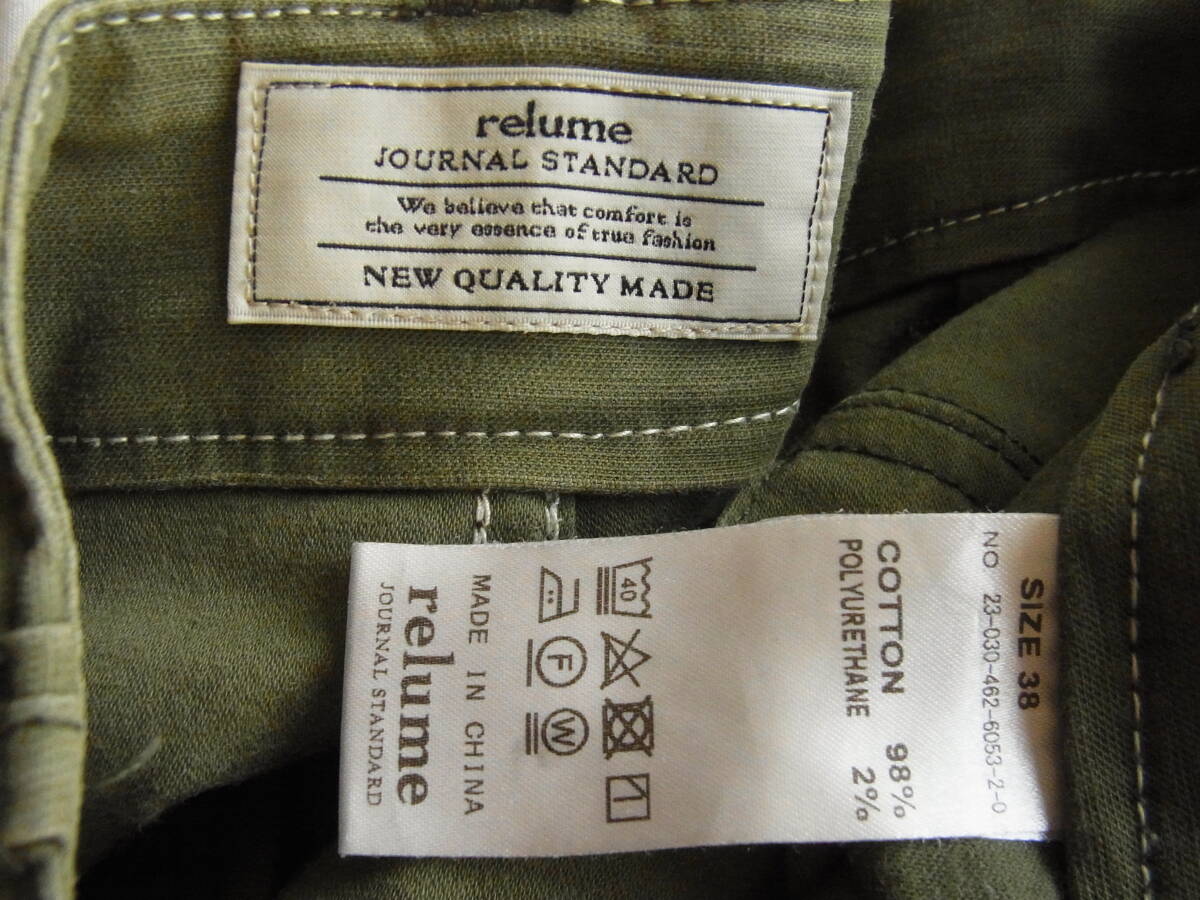 relume
JOURNAL STANDARD
We believe that comfort is
the very essence of true fashion
NEW QUALITY MADE
SIZE 38
NO 23-030-462-6053-2-0
COTTON 98%
POLYURETHANE 2%
40
F
W
MADE IN CHINA
relume
JOURNAL STANDARD